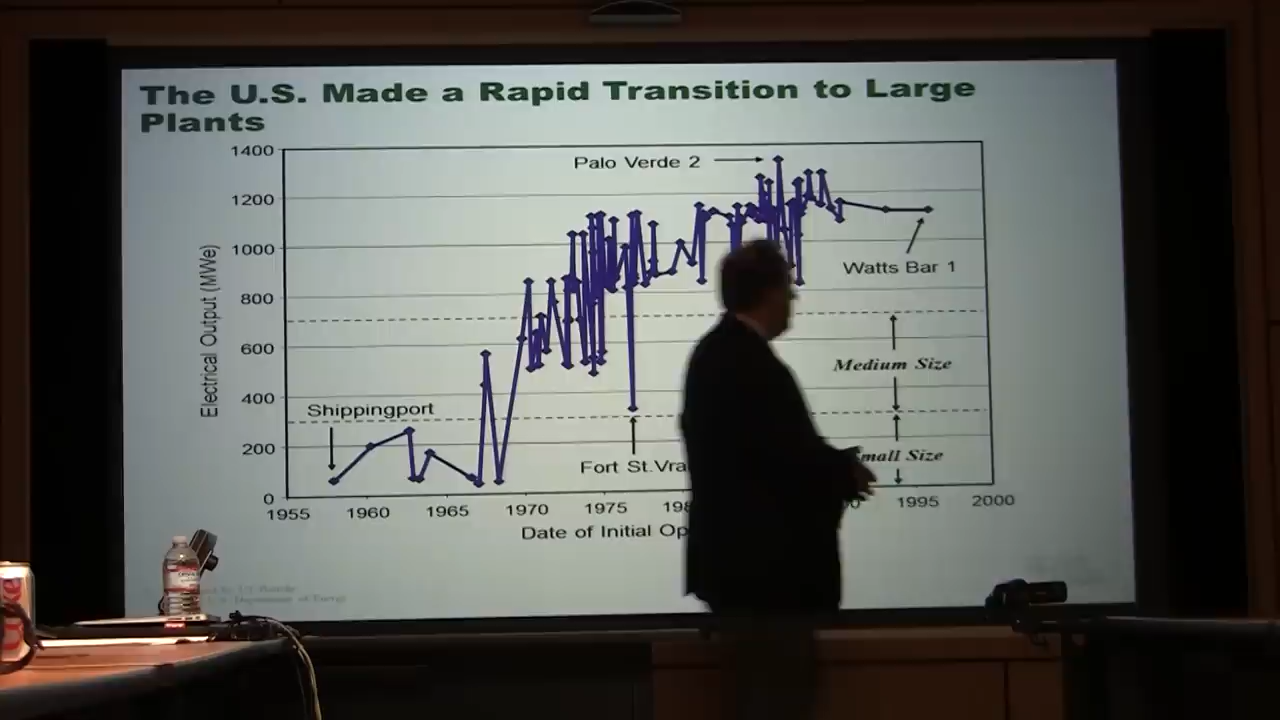 The U.S. Made a Rapid Transition to Large
Plants
1400
Palo Verde 2
1200
1000
Watts Bar 1
800
600
Medium Size
400
Shippingport
200
Small Size
Fort St.Vra
0
1955 1960 1965 1970 1975 1995 2000
Electrical Output (MWe)
Date of Initial Op